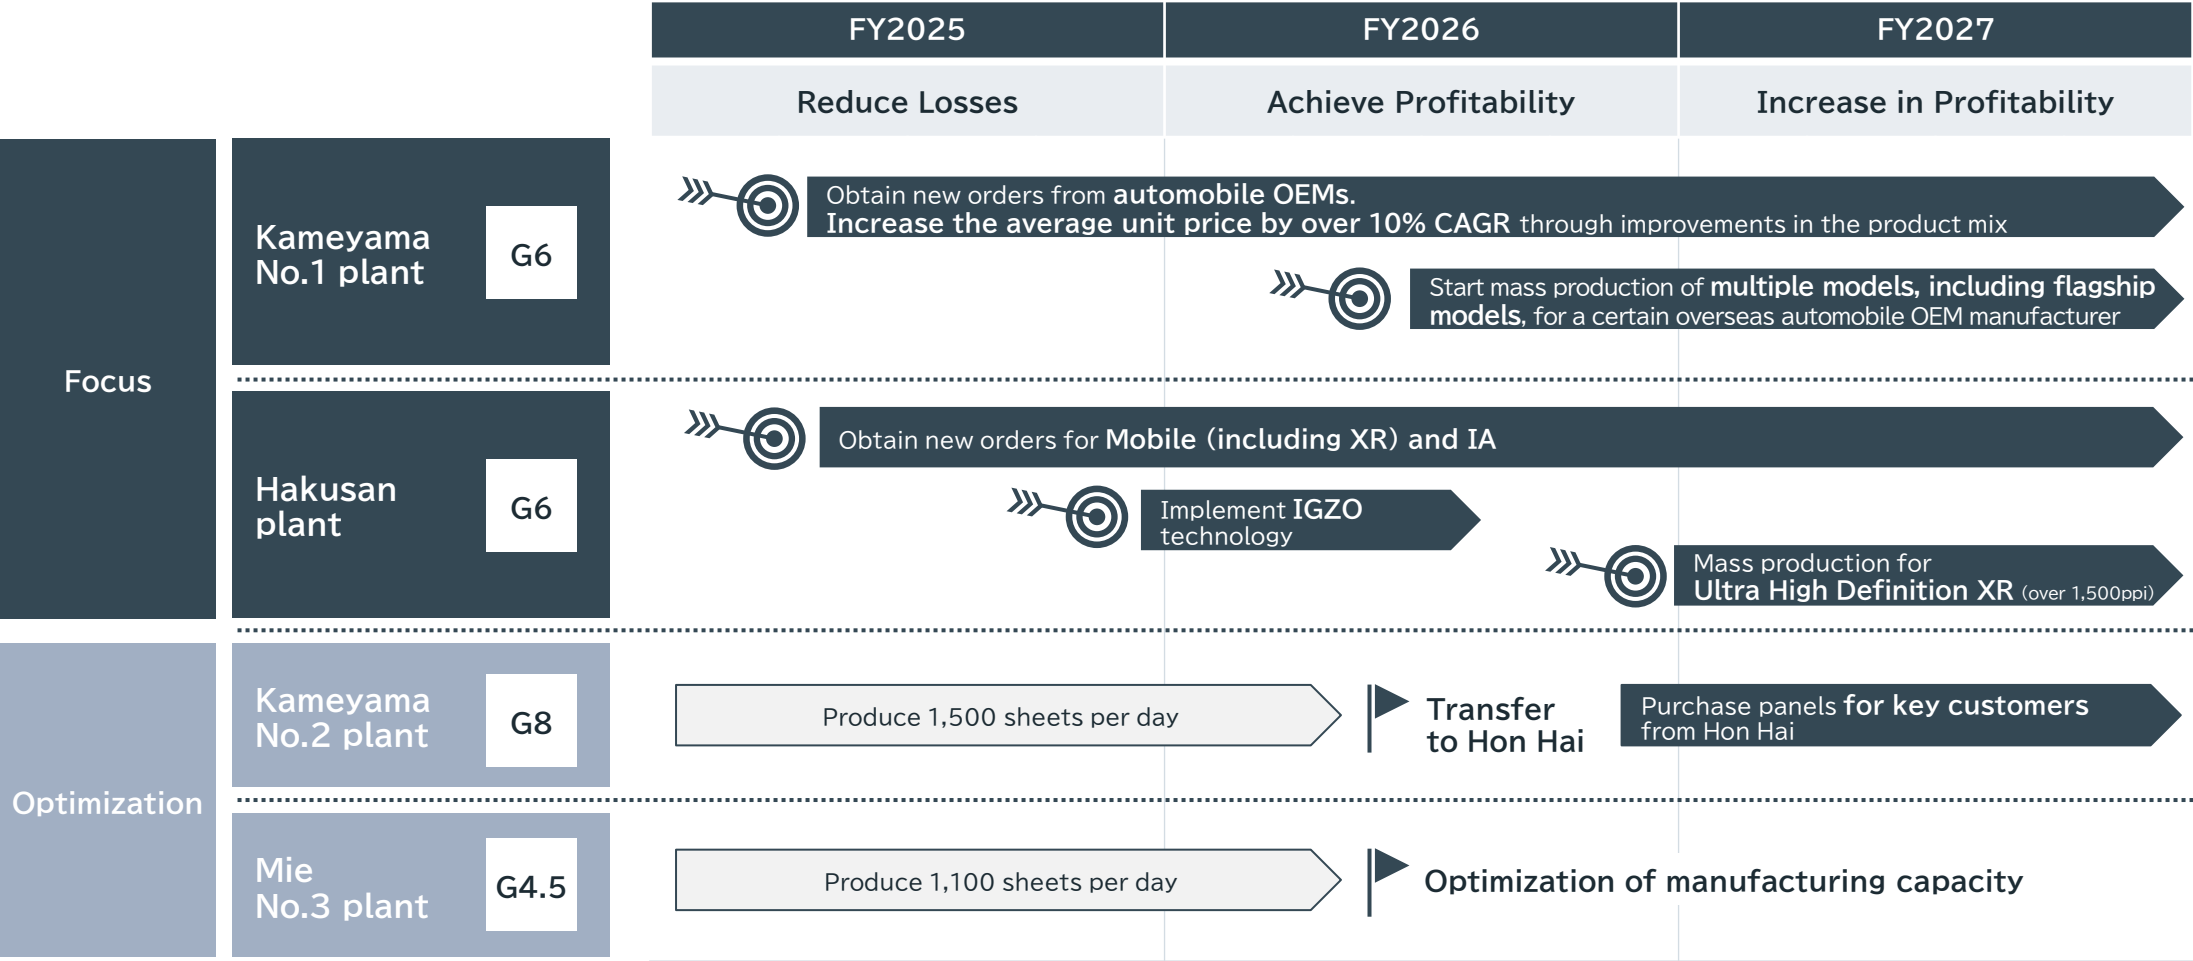 FY2025
FY2026
FY2027
Reduce Losses
Achieve Profitability
Increase in Profitability
Focus
Kameyama
No.1 plant
G6
Obtain new orders from automobile OEMs.
Increase the average unit price by over 10% CAGR through improvements in the product mix
Start mass production of multiple models, including flagship
models, for a certain overseas automobile OEM manufacturer
Hakusan
plant
G6
Obtain new orders for Mobile (including XR) and IA
Implement IGZO
technology
Mass production for
Ultra High Definition XR (over 1,500ppi)
Optimization
Kameyama
No.2 plant
G8
Produce 1,500 sheets per day
Transfer
to Hon Hai
Purchase panels for key customers
from Hon Hai
Mie
No.3 plant
G4.5
Produce 1,100 sheets per day
Optimization of manufacturing capacity